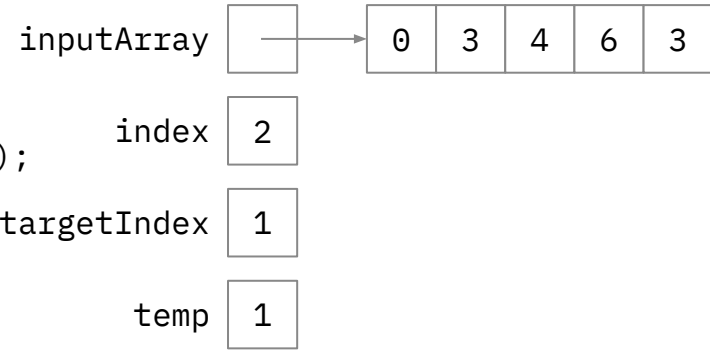 inputArray 0 3 4 6 3
index 2
);
targetIndex 1
temp 1